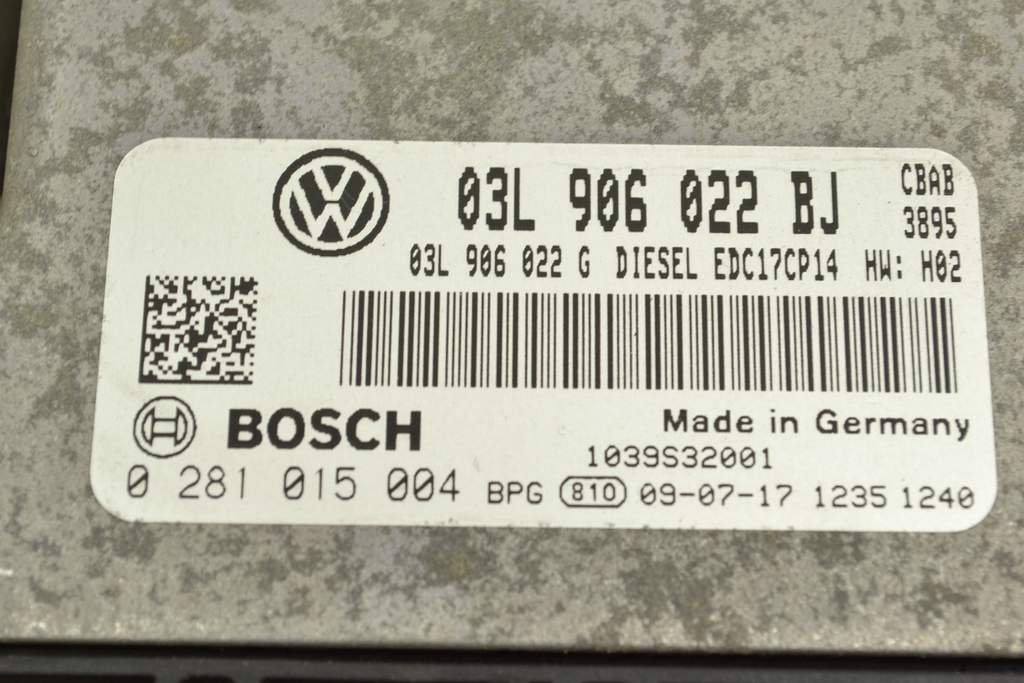 03L 906 022 BJ
CBAB
3895
03L 906 022 G DIESEL EDC17CP14 HW: H02
BOSCH
Made in Germany
1039S32001
0 281 015 004 BPG 810 09-07-17 1235 1240